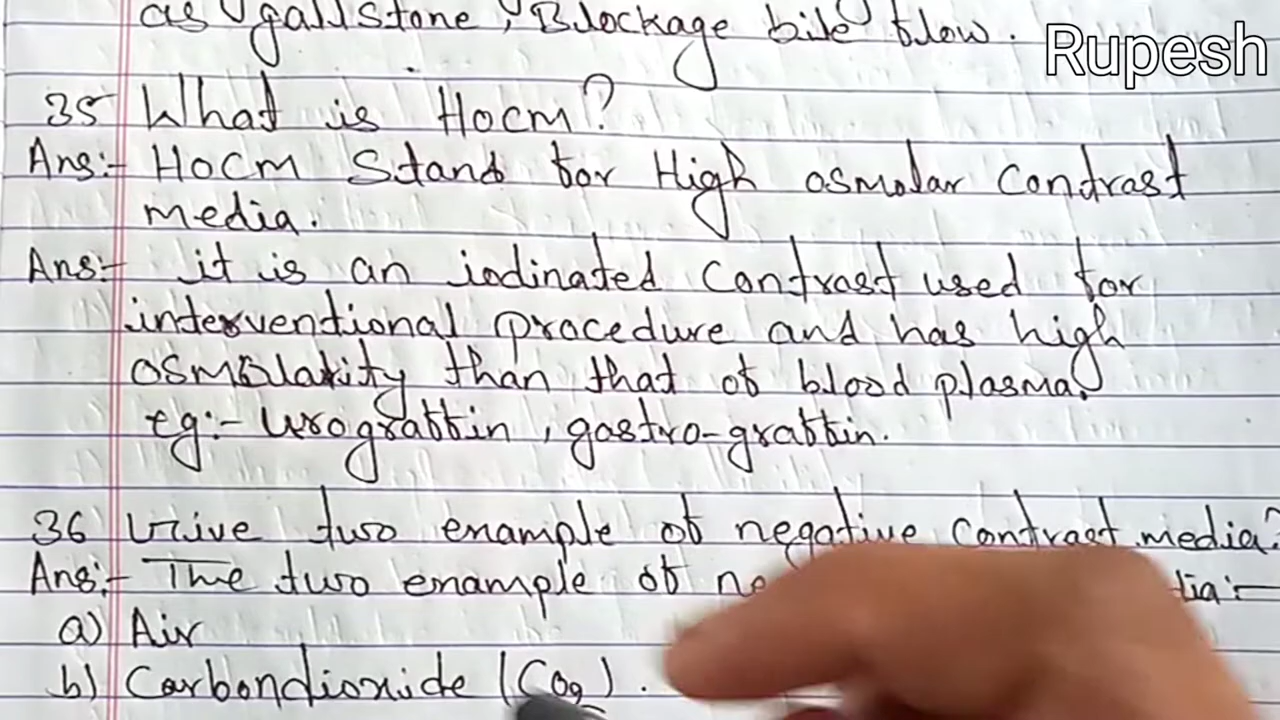 as gallstone, Blockage bile flow.
Rupesh
35 What is HOCM?
Ans:- HOCM Stand for High osmolar contrast
media.
Ans:- it is an iodinated contrast used for
interventional procedure and has high
osmolarity than that of blood plasma.
eg:- Urograffin, gastro-graffin.
36 Give two example of negative contrast media?
Ans:- The two example of ne dia:-
a) Air
b) Carbondioxide (CO2).